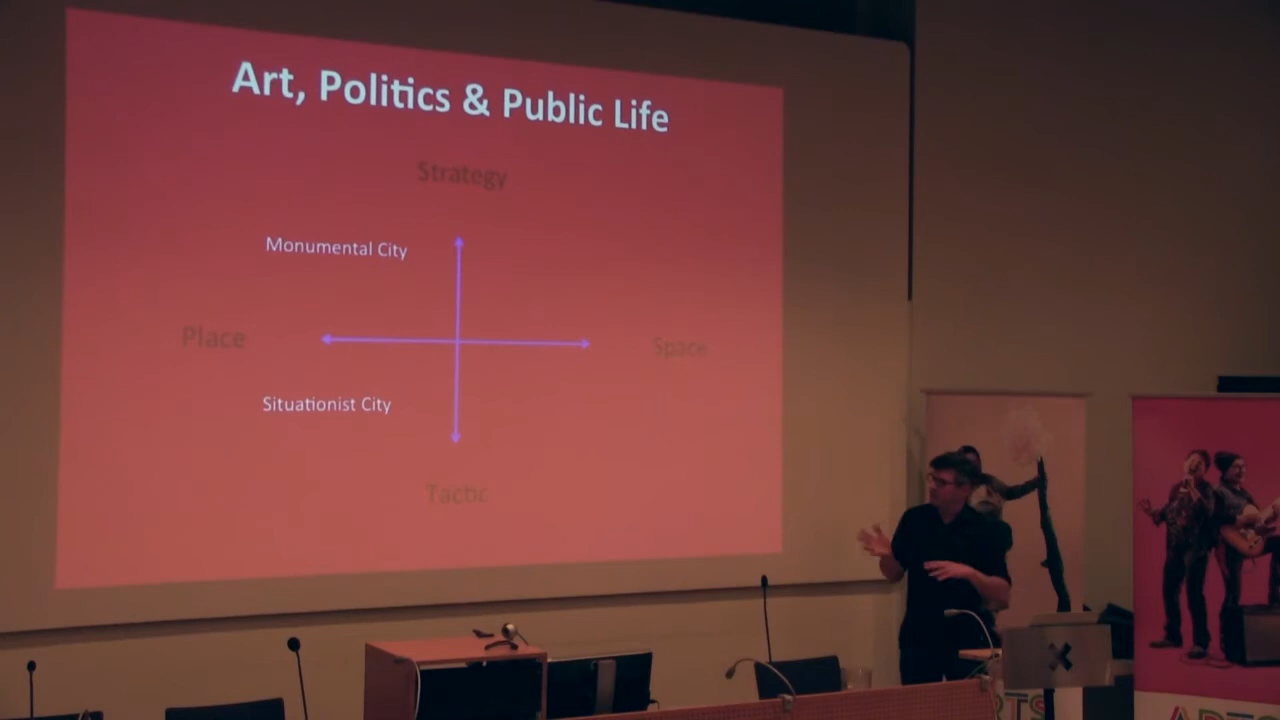 Art, Politics & Public Life
Strategy
Monumental City
Place
Space
Situationist City
Tactic